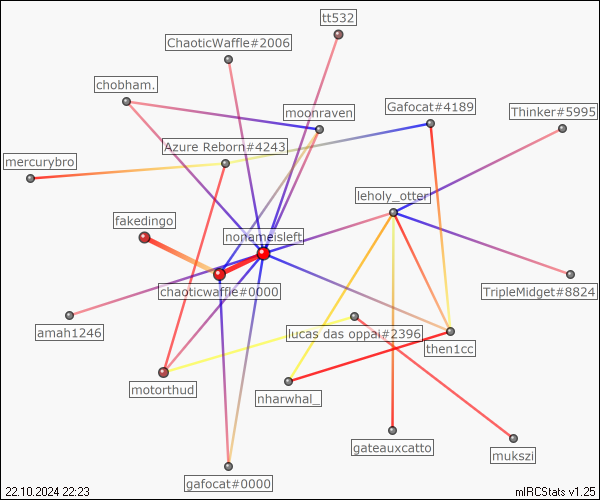 tt532
ChaoticWaffle#2006
chobham.
moonraven
Gafocat#4189
Thinker#5995
Azure Reborn#4243
mercurybro
leholy_otter
fakedingo
nonameisleft
chaoticwaffle#0000
TripleMidget#8824
amah1246
lucas das oppai#2396
then1cc
motorthud
nharwhal_
gateauxcatto
mukszi
gafocat#0000
22.10.2024 22:23
mIRCStats v1.25